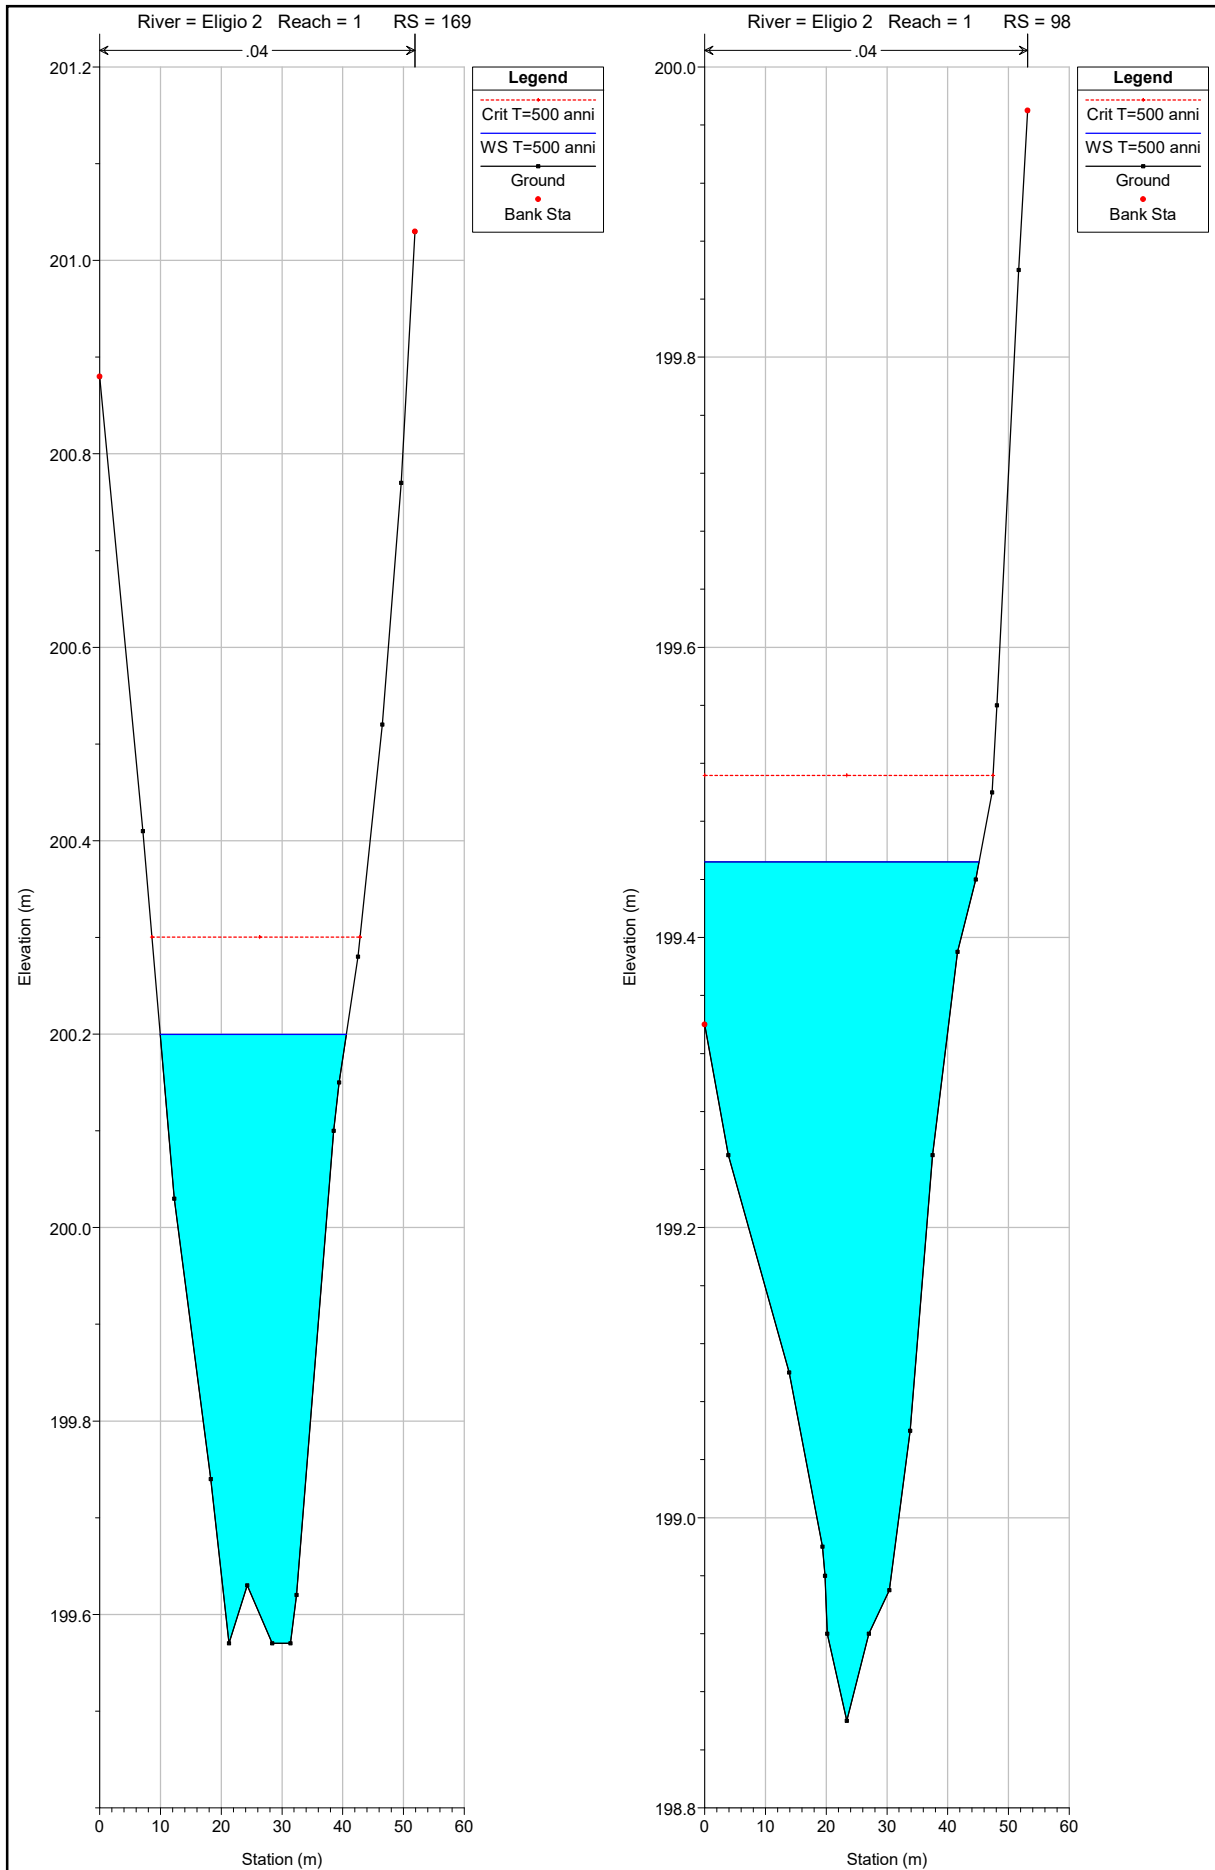 River = Eligio 2 Reach = 1 RS = 169
.04
201.2
201.0
200.8
200.6
200.4
200.2
200.0
199.8
199.6
Elevation (m)
0 10 20 30 40 50 60
Station (m)
Legend
Crit T=500 anni
WS T=500 anni
Ground
Bank Sta
River = Eligio 2 Reach = 1 RS = 98
.04
200.0
199.8
199.6
199.4
199.2
199.0
198.8
Elevation (m)
0 10 20 30 40 50 60
Station (m)
Legend
Crit T=500 anni
WS T=500 anni
Ground
Bank Sta